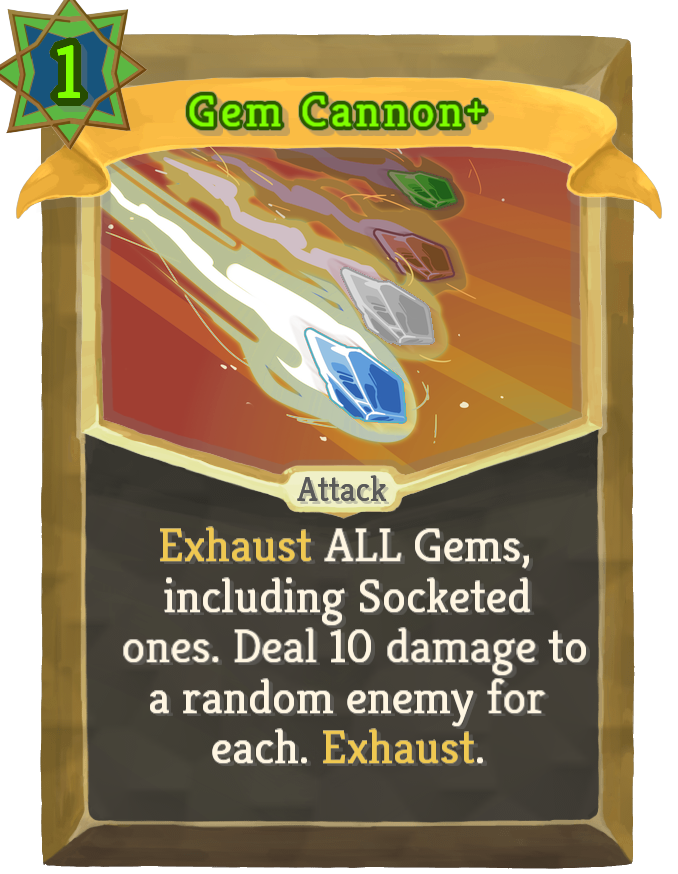 1
Gem Cannon+
Attack
Exhaust ALL Gems,
including Socketed
ones. Deal 10 damage to
a random enemy for
each. Exhaust.